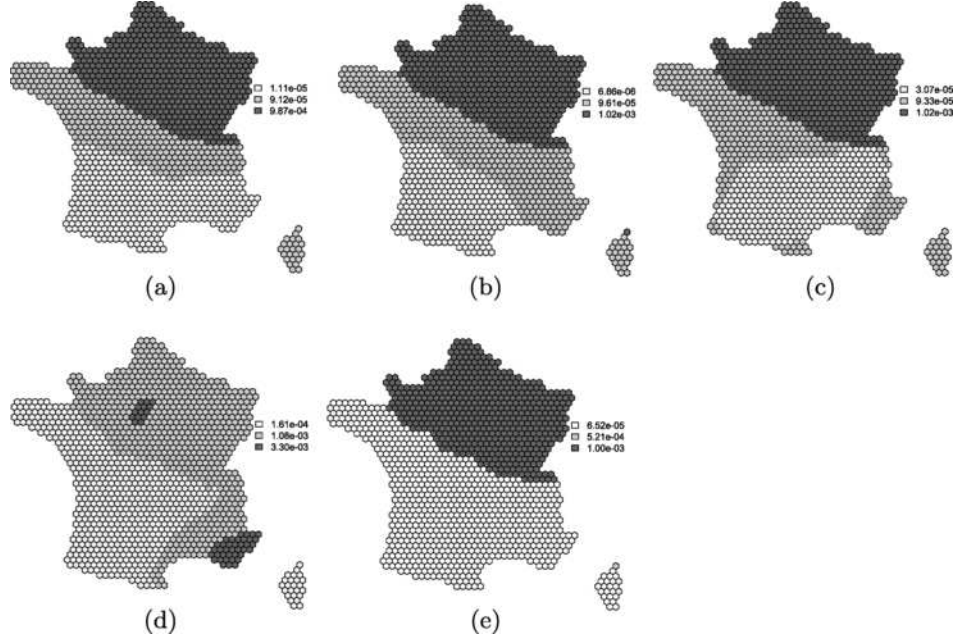 1.11e-05
9.12e-05
9.87e-04
(a)
6.86e-06
9.61e-05
1.02e-03
(b)
3.07e-05
9.33e-05
1.02e-03
(c)
1.61e-04
1.08e-03
3.30e-03
(d)
6.52e-05
5.21e-04
1.00e-03
(e)